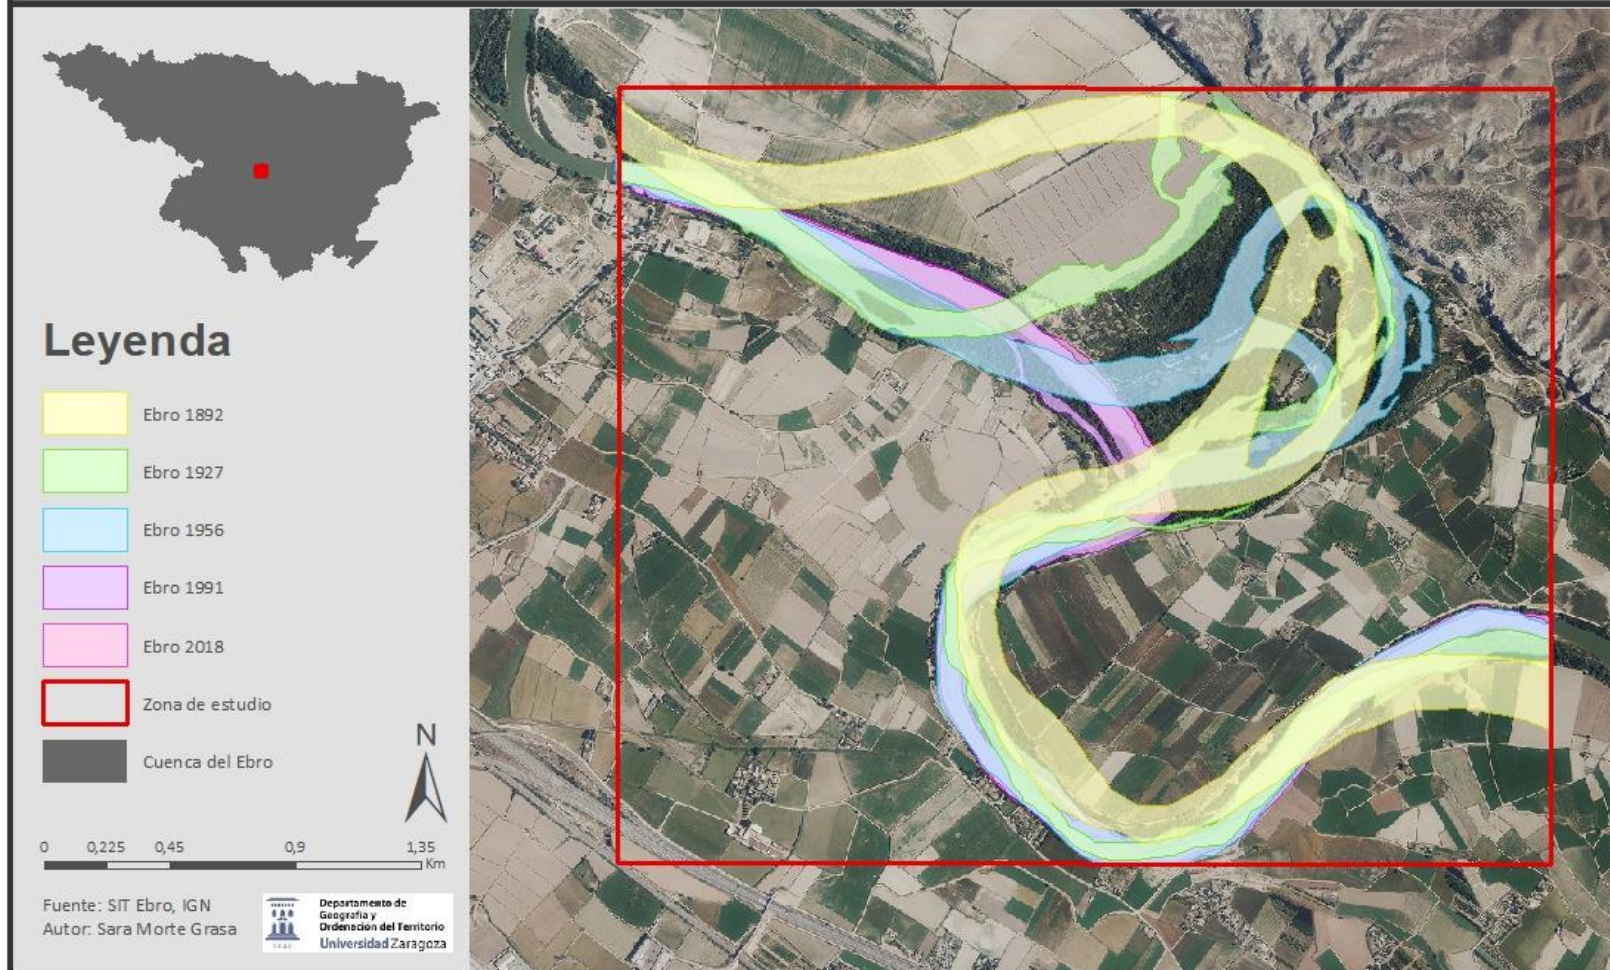 Leyenda
Ebro 1892
Ebro 1927
Ebro 1956
Ebro 1991
Ebro 2018
Zona de estudio
Cuenca del Ebro
N
0 0,225 0,45 0,9 1,35
Km
Fuente: SIT Ebro, IGN
Autor: Sara Morte Grasa
Departamento de
Geografía y
Ordenación del Territorio
Universidad Zaragoza
1542